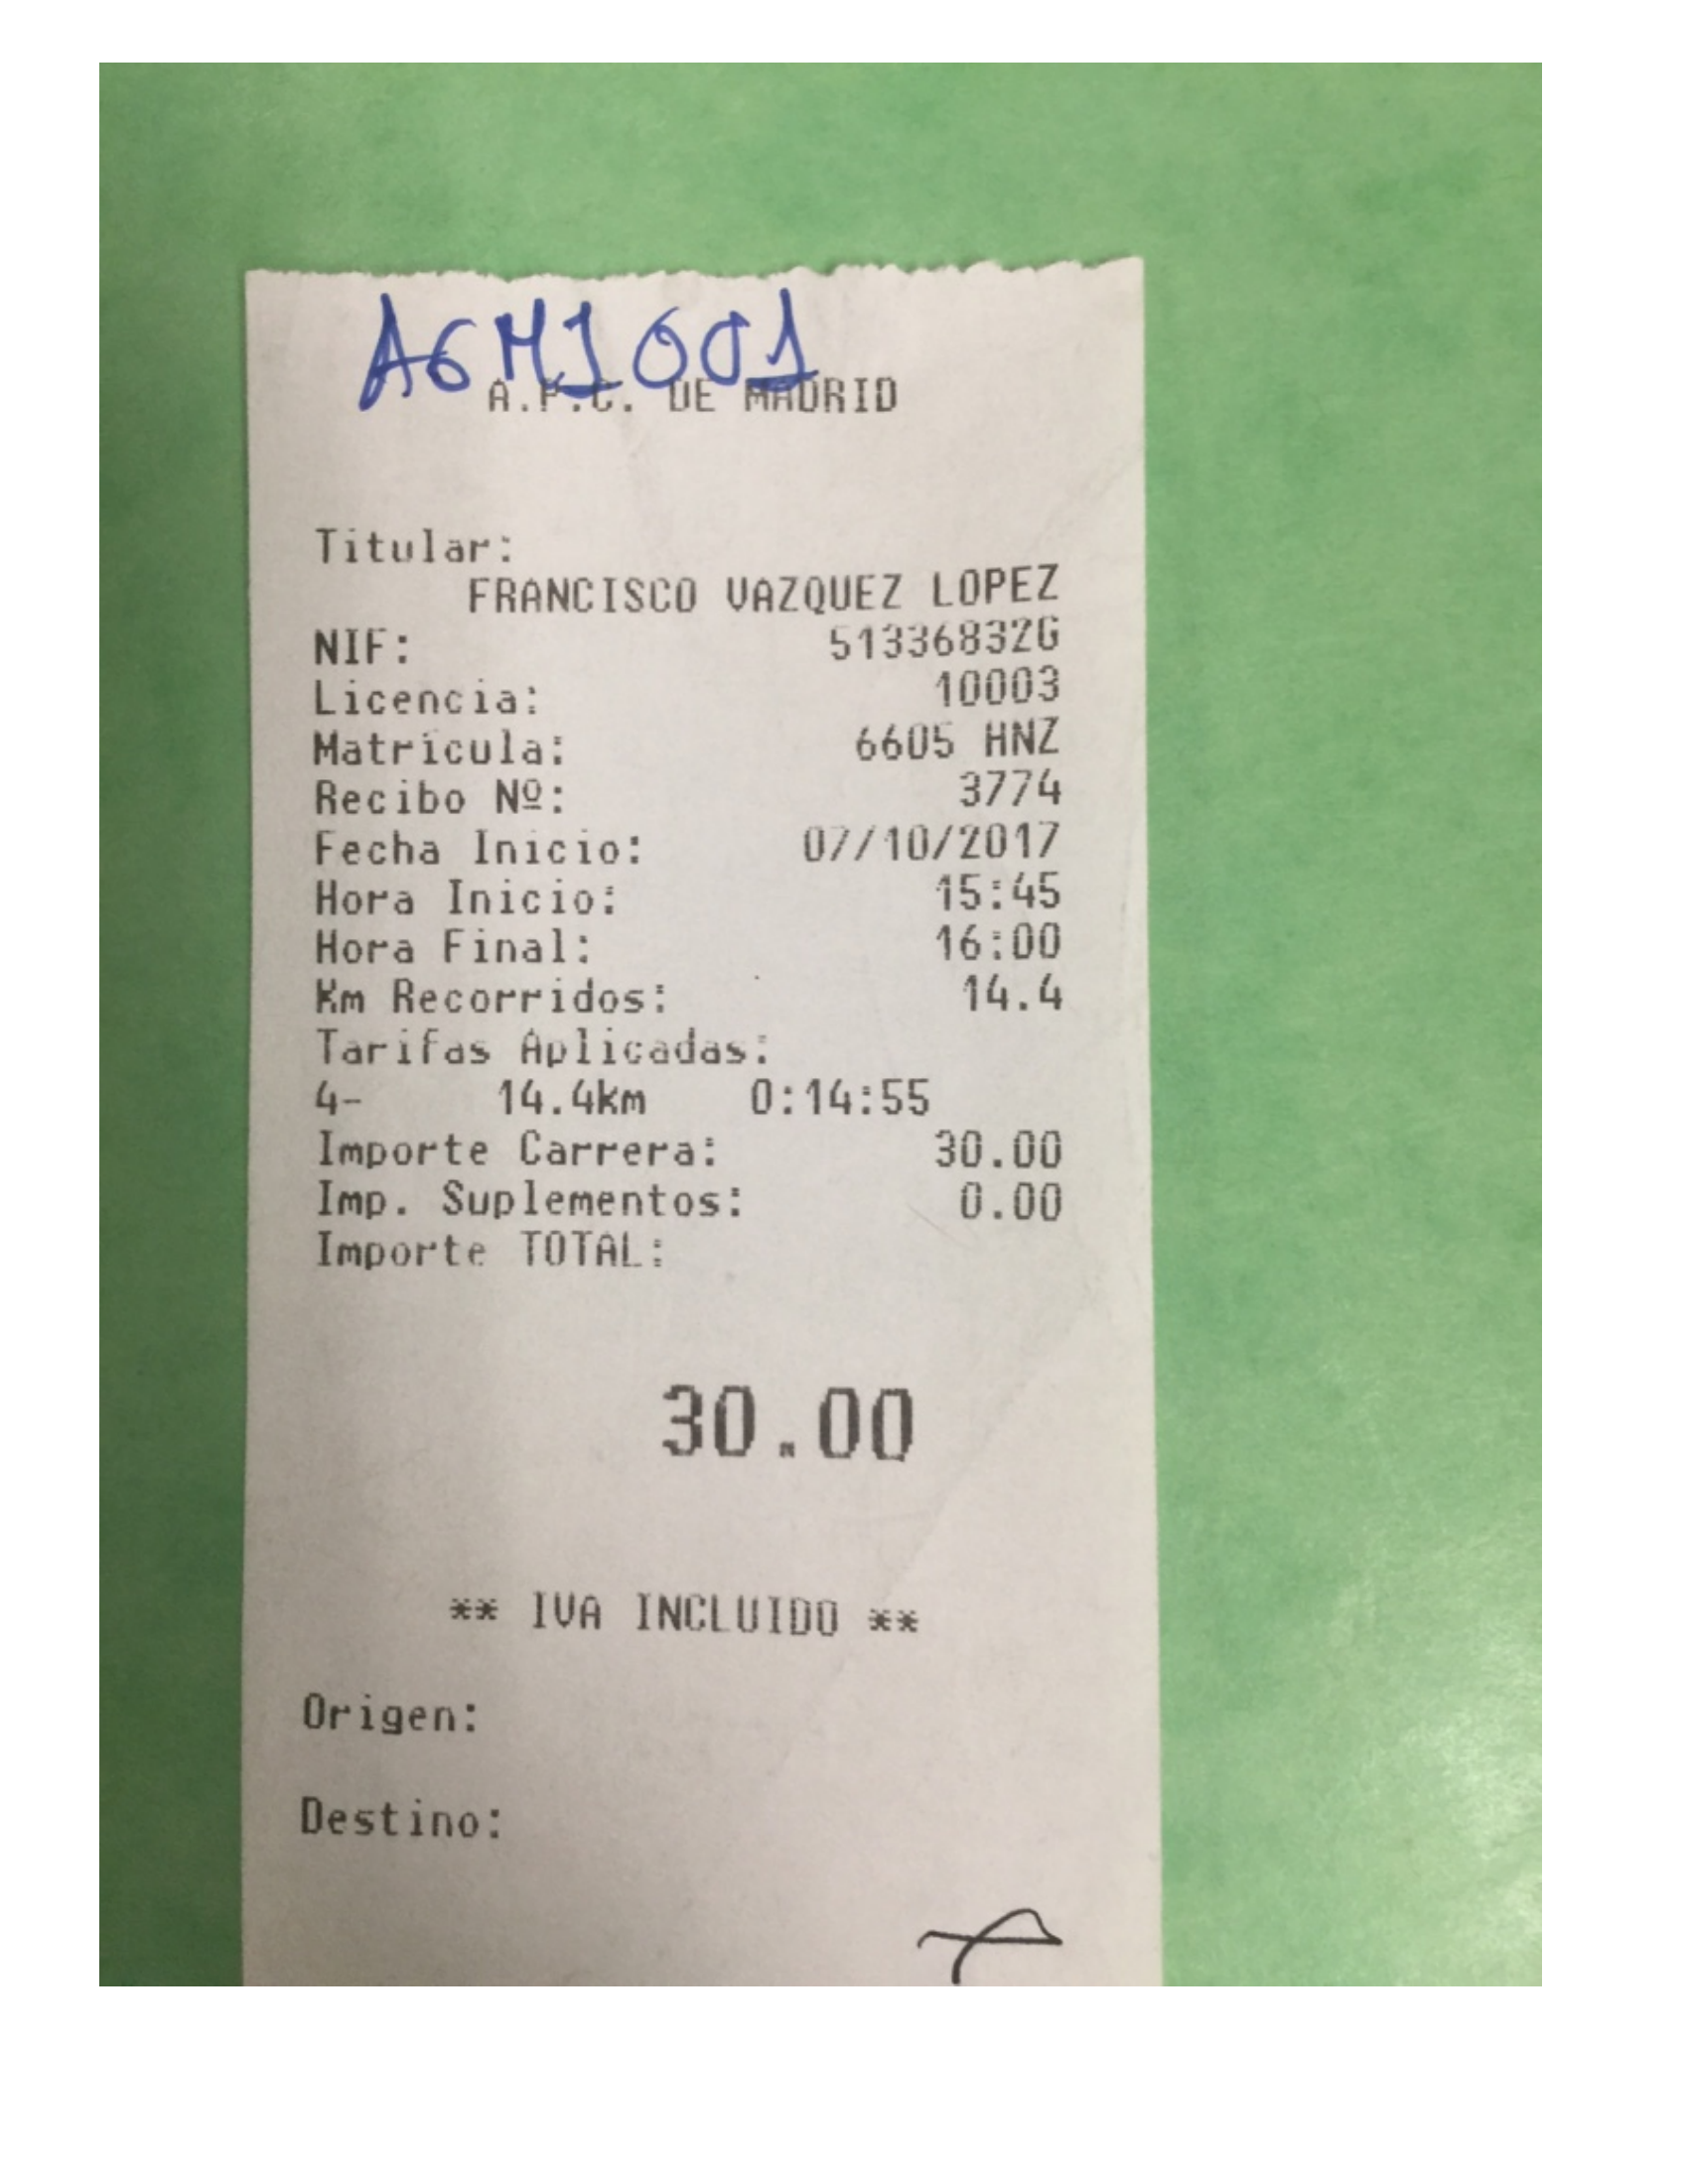 A6M1001
A.P.C. DE MADRID
Titular:
FRANCISCO VAZQUEZ LOPEZ
NIF: 51336832G
Licencia: 10003
Matrícula: 6605 HNZ
Recibo Nº: 3774
Fecha Inicio: 07/10/2017
Hora Inicio: 15:45
Hora Final: 16:00
Km Recorridos: 14.4
Tarifas Aplicadas:
4- 14.4km 0:14:55
Importe Carrera: 30.00
Imp. Suplementos: 0.00
Importe TOTAL:
30.00
** IVA INCLUIDO **
Origen:
Destino: